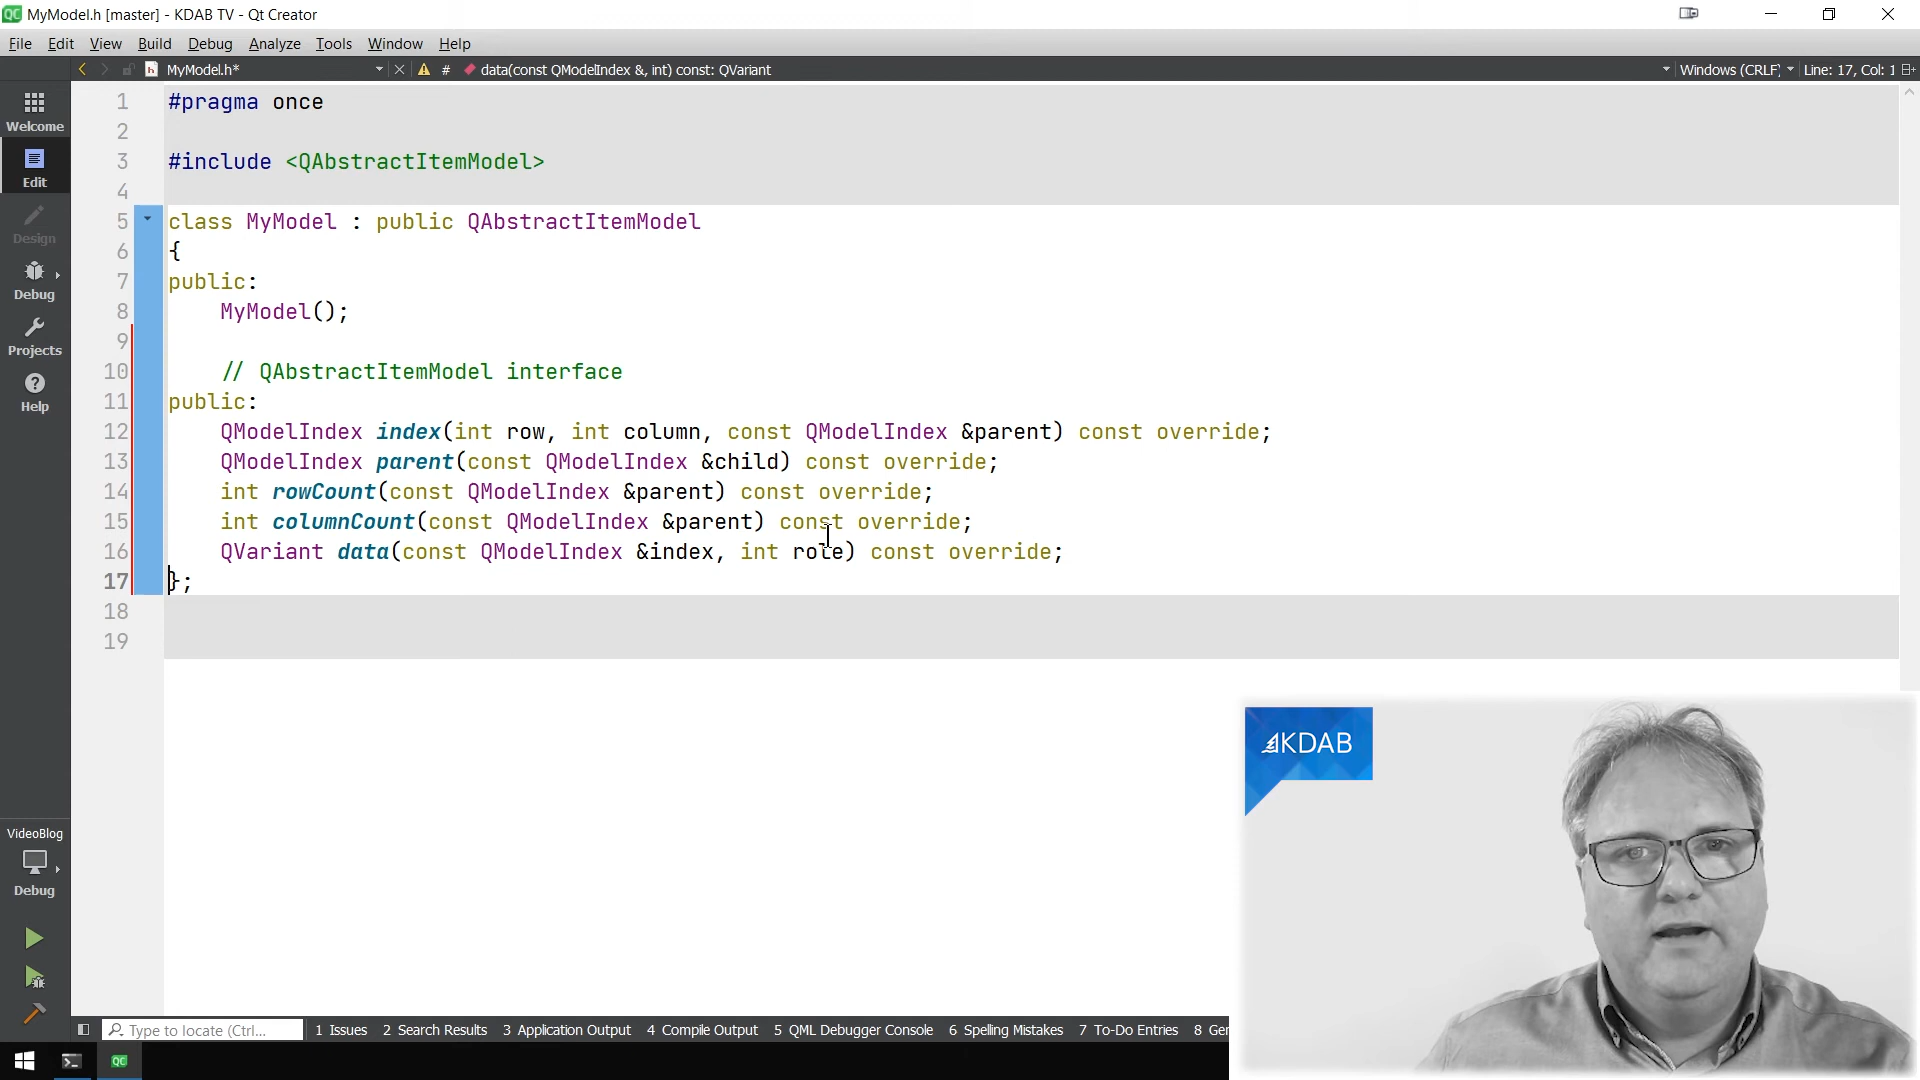 MyModel.h [master] - KDAB TV - Qt Creator
File Edit View Build Debug Analyze Tools Window Help
MyModel.h* # data(const QModelIndex &, int) const: QVariant Windows (CRLF) Line: 17, Col: 1
Welcome
Edit
Design
Debug
Projects
Help
VideoBlog
Debug
1 #pragma once
2
3 #include <QAbstractItemModel>
4
5 class MyModel : public QAbstractItemModel
6 {
7 public:
8 MyModel();
9
10 // QAbstractItemModel interface
11 public:
12 QModelIndex index(int row, int column, const QModelIndex &parent) const override;
13 QModelIndex parent(const QModelIndex &child) const override;
14 int rowCount(const QModelIndex &parent) const override;
15 int columnCount(const QModelIndex &parent) const override;
16 QVariant data(const QModelIndex &index, int role) const override;
17 };
18
19
KDAB
Type to locate (Ctrl... 1 Issues 2 Search Results 3 Application Output 4 Compile Output 5 QML Debugger Console 6 Spelling Mistakes 7 To-Do Entries 8 Ger
QC